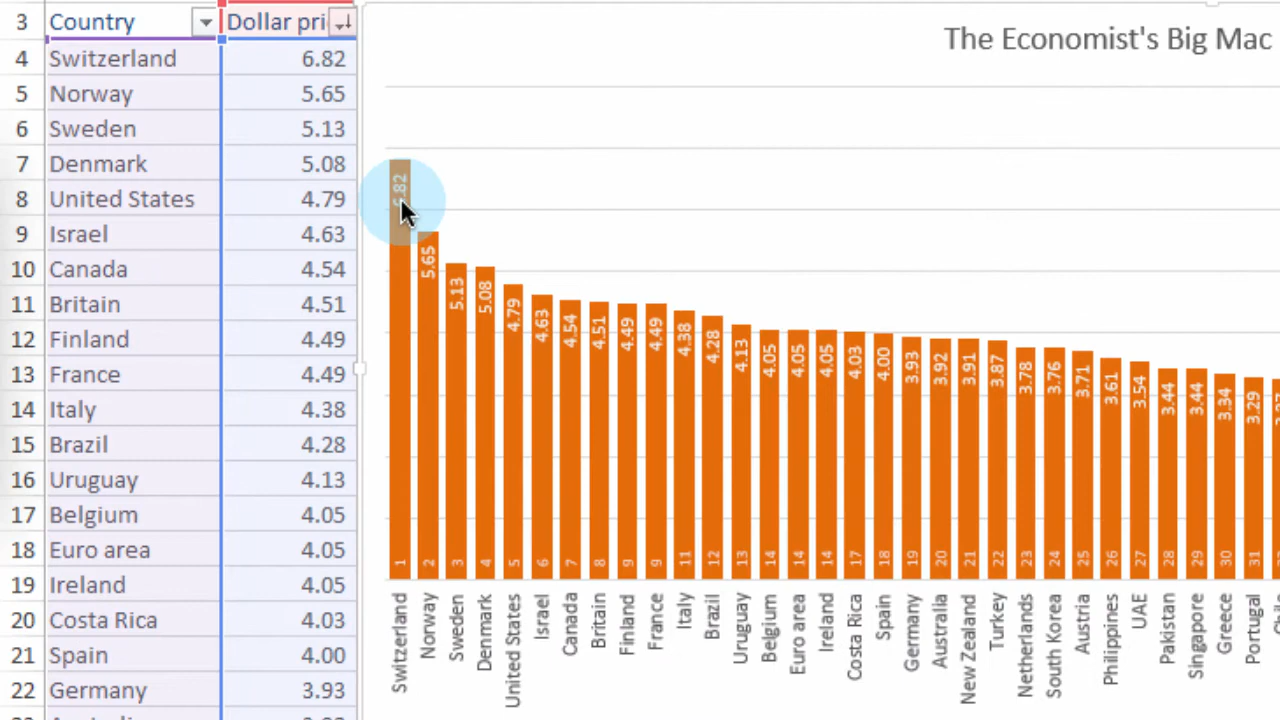 3 Country Dollar pri
4 Switzerland 6.82
5 Norway 5.65
6 Sweden 5.13
7 Denmark 5.08
8 United States 4.79
9 Israel 4.63
10 Canada 4.54
11 Britain 4.51
12 Finland 4.49
13 France 4.49
14 Italy 4.38
15 Brazil 4.28
16 Uruguay 4.13
17 Belgium 4.05
18 Euro area 4.05
19 Ireland 4.05
20 Costa Rica 4.03
21 Spain 4.00
22 Germany 3.93
The Economist's Big Mac
6.82 5.65 5.13 5.08 4.79 4.63 4.54 4.51 4.49 4.49 4.38 4.28 4.13 4.05 4.05 4.05 4.03 4.00 3.93 3.92 3.91 3.87 3.78 3.76 3.71 3.61 3.54 3.44 3.44 3.34 3.29
1 2 3 4 5 6 7 8 9 9 11 12 13 14 14 14 17 18 19 20 21 22 23 24 25 26 27 28 29 30 31
Switzerland
Norway
Sweden
Denmark
United States
Israel
Canada
Britain
Finland
France
Italy
Brazil
Uruguay
Belgium
Euro area
Ireland
Costa Rica
Spain
Germany
Australia
New Zealand
Turkey
Netherlands
South Korea
Austria
Philippines
UAE
Pakistan
Singapore
Greece
Portugal